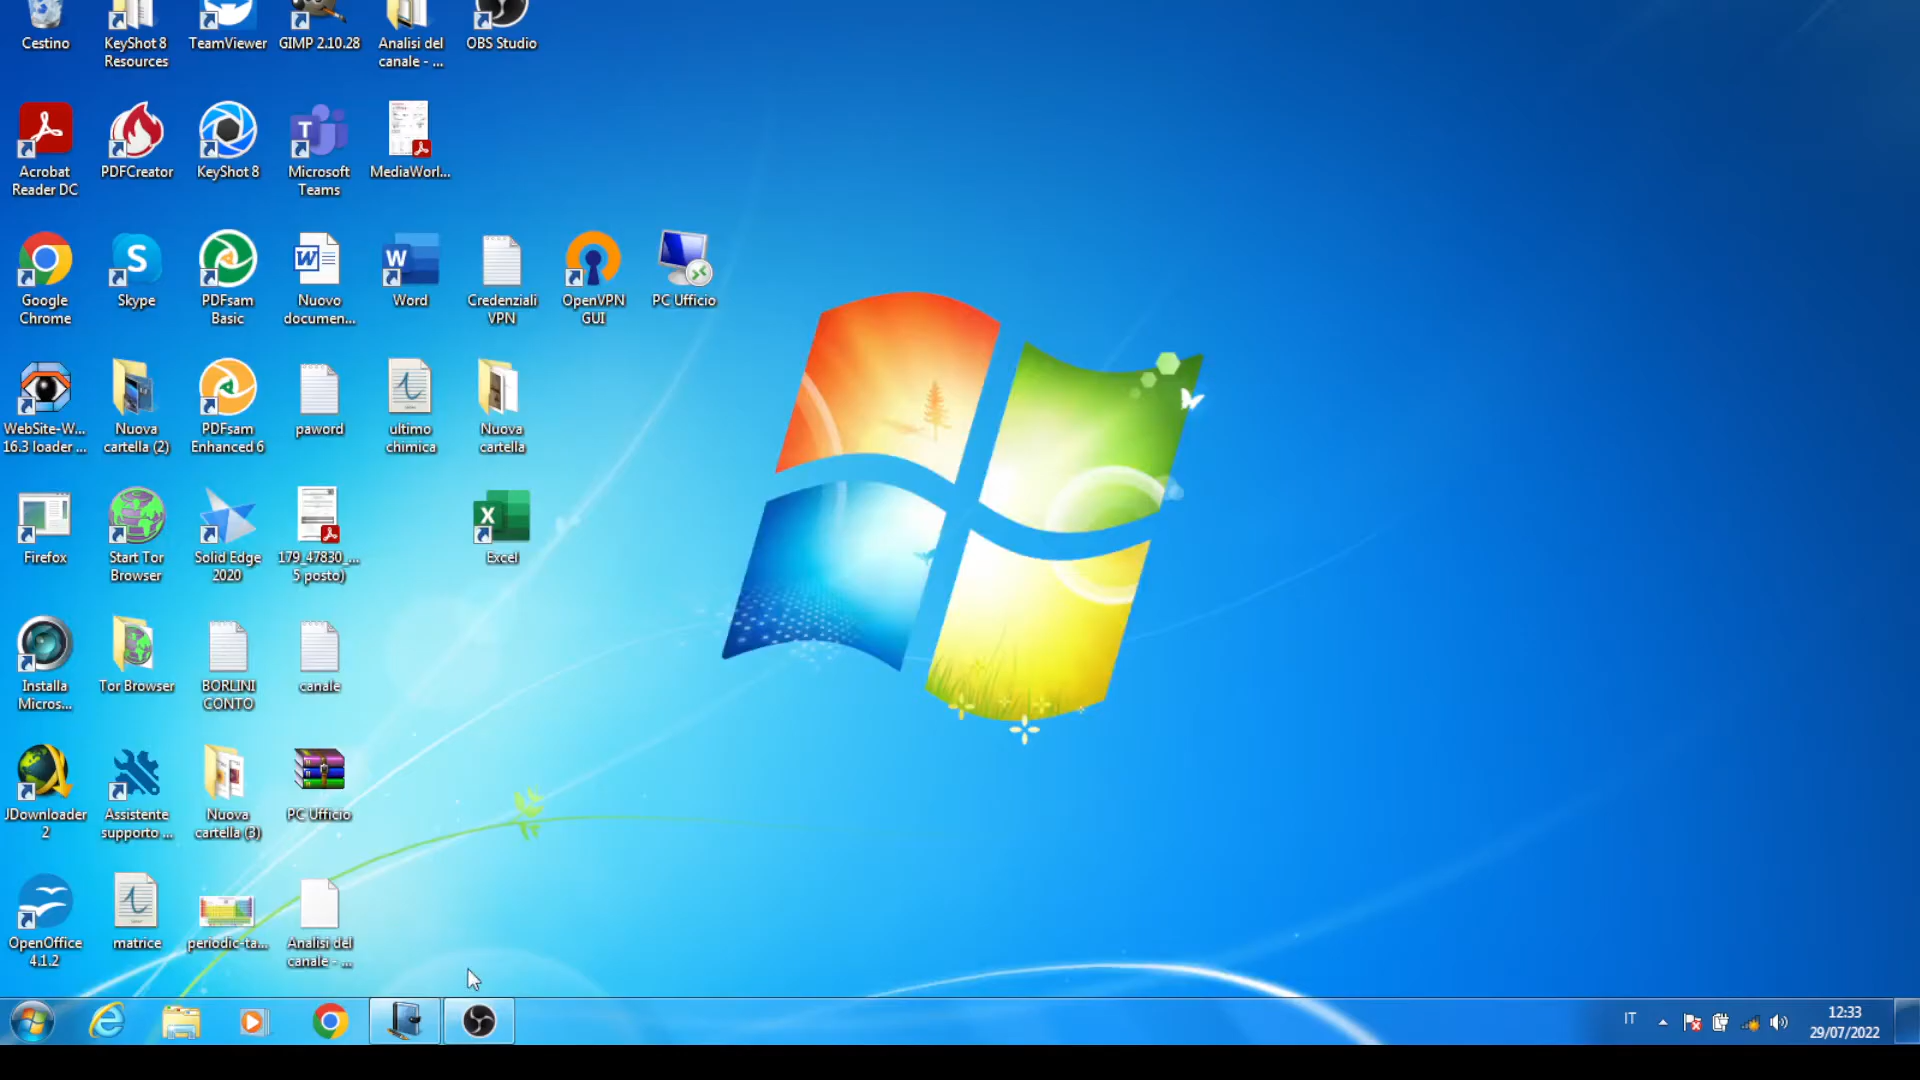 Cestino
KeyShot 8
Resources
TeamViewer
GIMP 2.10.28
Analisi del
canale - ...
OBS Studio
Acrobat
Reader DC
PDFCreator
KeyShot 8
Microsoft
Teams
MediaWorl...
Google
Chrome
Skype
PDFsam
Basic
Nuovo
documen...
Word
Credenziali
VPN
OpenVPN
GUI
PC Ufficio
WebSite-W...
16.3 loader ...
Nuova
cartella (2)
PDFsam
Enhanced 6
paword
ultimo
chimica
Nuova
cartella
Firefox
Start Tor
Browser
Solid Edge
2020
179_47830_...
5 posto)
Excel
Installa
Micros...
Tor Browser
BORLINI
CONTO
canale
JDownloader
2
Assistente
supporto ...
Nuova
cartella (3)
PC Ufficio
OpenOffice
4.1.2
matrice
periodic-ta...
Analisi del
canale - ...
IT
12:33
29/07/2022